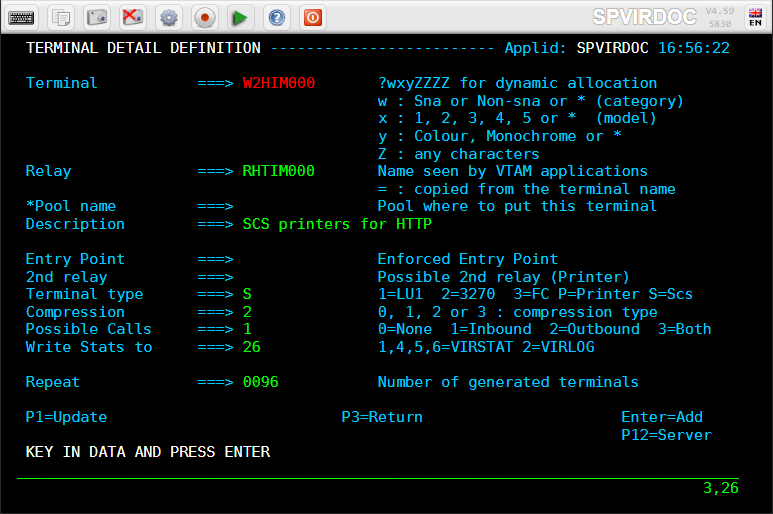 SPVIRDOC V4.59 5830 EN
TERMINAL DETAIL DEFINITION ------------------------- Applid: SPVIRDOC 16:56:22
Terminal ===> W2HIM000 ?wxyZZZZ for dynamic allocation
w : Sna or Non-sna or * (category)
x : 1, 2, 3, 4, 5 or * (model)
y : Colour, Monochrome or *
Z : any characters
Relay ===> RHTIM000 Name seen by VTAM applications
= : copied from the terminal name
*Pool name ===> Pool where to put this terminal
Description ===> SCS printers for HTTP
Entry Point ===> Enforced Entry Point
2nd relay ===> Possible 2nd relay (Printer)
Terminal type ===> S 1=LU1 2=3270 3=FC P=Printer S=Scs
Compression ===> 2 0, 1, 2 or 3 : compression type
Possible Calls ===> 1 0=None 1=Inbound 2=Outbound 3=Both
Write Stats to ===> 26 1,4,5,6=VIRSTAT 2=VIRLOG
Repeat ===> 0096 Number of generated terminals
P1=Update P3=Return Enter=Add
P12=Server
KEY IN DATA AND PRESS ENTER
3,26